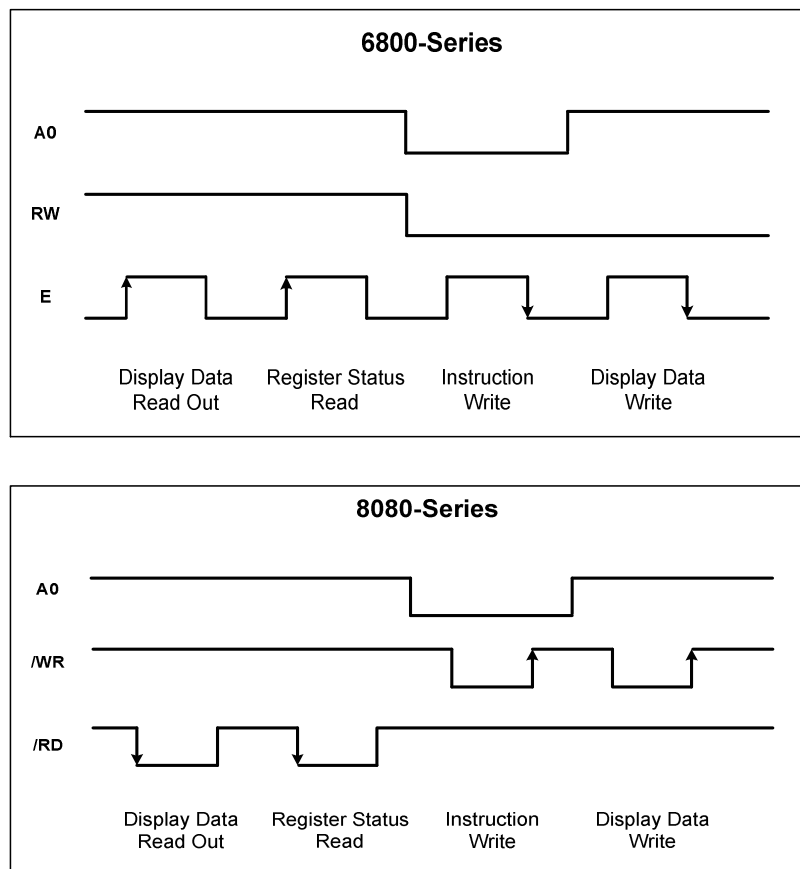 6800-Series
A0
RW
E
Display Data Register Status Instruction Display Data
Read Out Read Write Write
8080-Series
A0
/WR
/RD
Display Data Register Status Instruction Display Data
Read Out Read Write Write